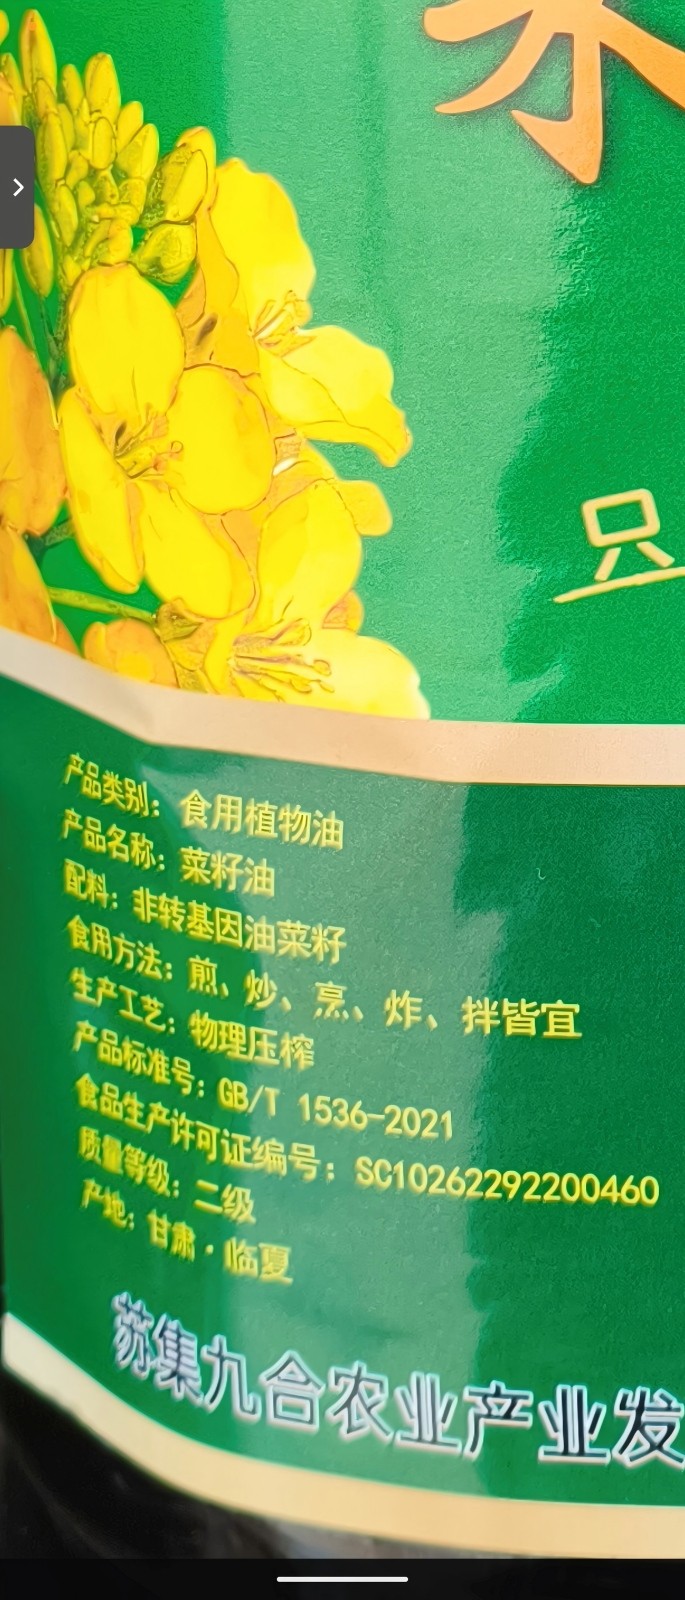 只
产品类别：食用植物油
产品名称：菜籽油
配料：非转基因油菜籽
食用方法：煎、炒、烹、炸、拌皆宜
生产工艺：物理压榨
产品标准号：GB/T 1536-2021
食品生产许可证编号：SC10262292200460
质量等级：二级
产地：甘肃·临夏
苏集九合农业产业发